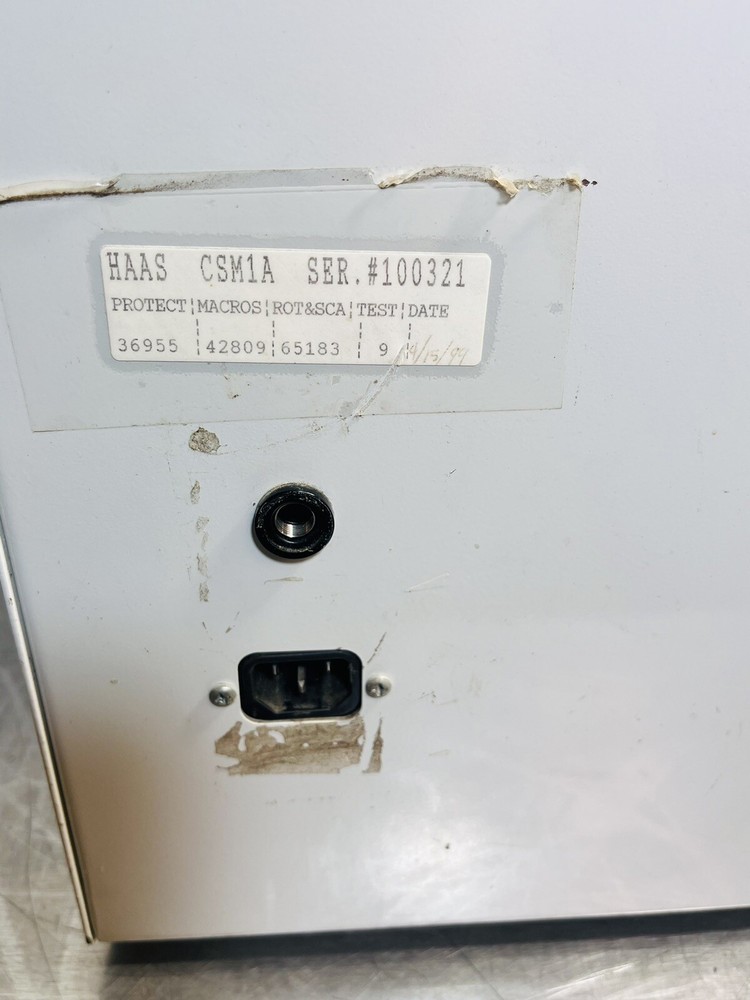 HAAS CSM1A SER.#100321
PROTECT¦MACROS¦ROT&SCA¦TEST¦DATE
36955 ¦42809¦65183 ¦ 9